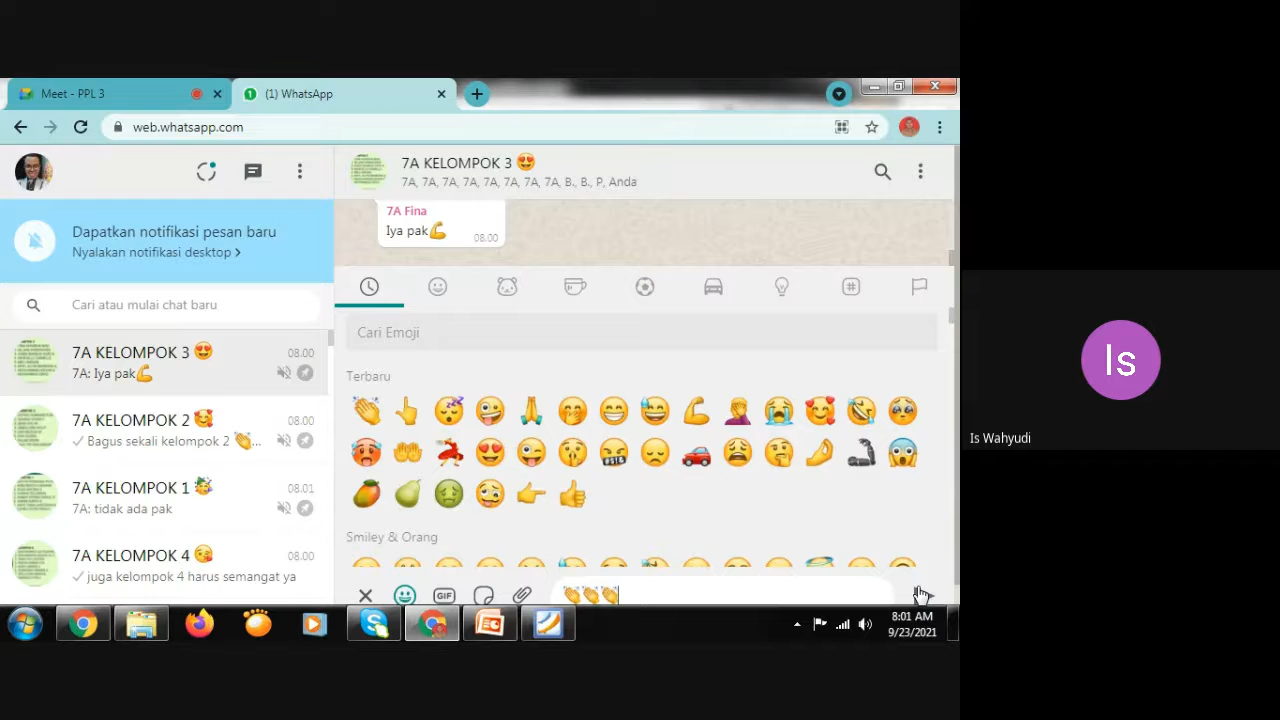 Meet - PPL 3
(1) WhatsApp
web.whatsapp.com
7A KELOMPOK 3 😍
7A, 7A, 7A, 7A, 7A, 7A, 7A, 7A, B., B., P, Anda
Dapatkan notifikasi pesan baru
Nyalakan notifikasi desktop >
Cari atau mulai chat baru
7A KELOMPOK 3 😍 08.00
7A: Iya pak💪
7A KELOMPOK 2🥰 08.00
✓ Bagus sekali kelompok 2 👏...
7A KELOMPOK 1🥳 08.01
7A: tidak ada pak
7A KELOMPOK 4😘 08.00
✓ juga kelompok 4 harus semangat ya
7A Fina
Iya pak💪 08.00
Cari Emoji
Terbaru
Smiley & Orang
GIF
👏👏👏
8:01 AM
9/23/2021
Is
Is Wahyudi